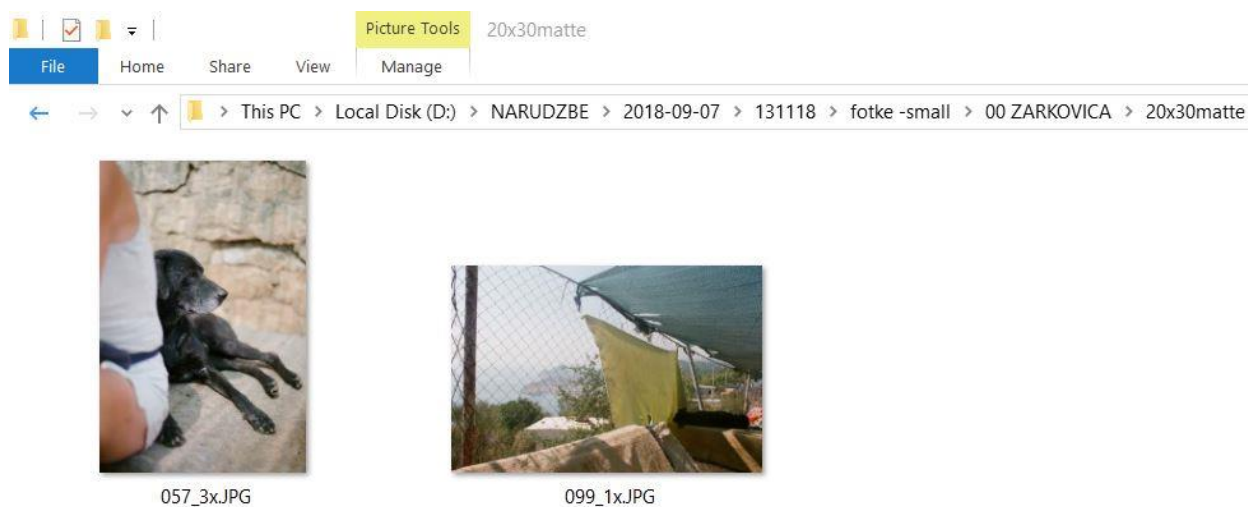 Picture Tools 20x30matte
File Home Share View Manage
This PC > Local Disk (D:) > NARUDZBE > 2018-09-07 > 131118 > fotke -small > 00 ZARKOVICA > 20x30matte
057_3x.JPG 099_1x.JPG